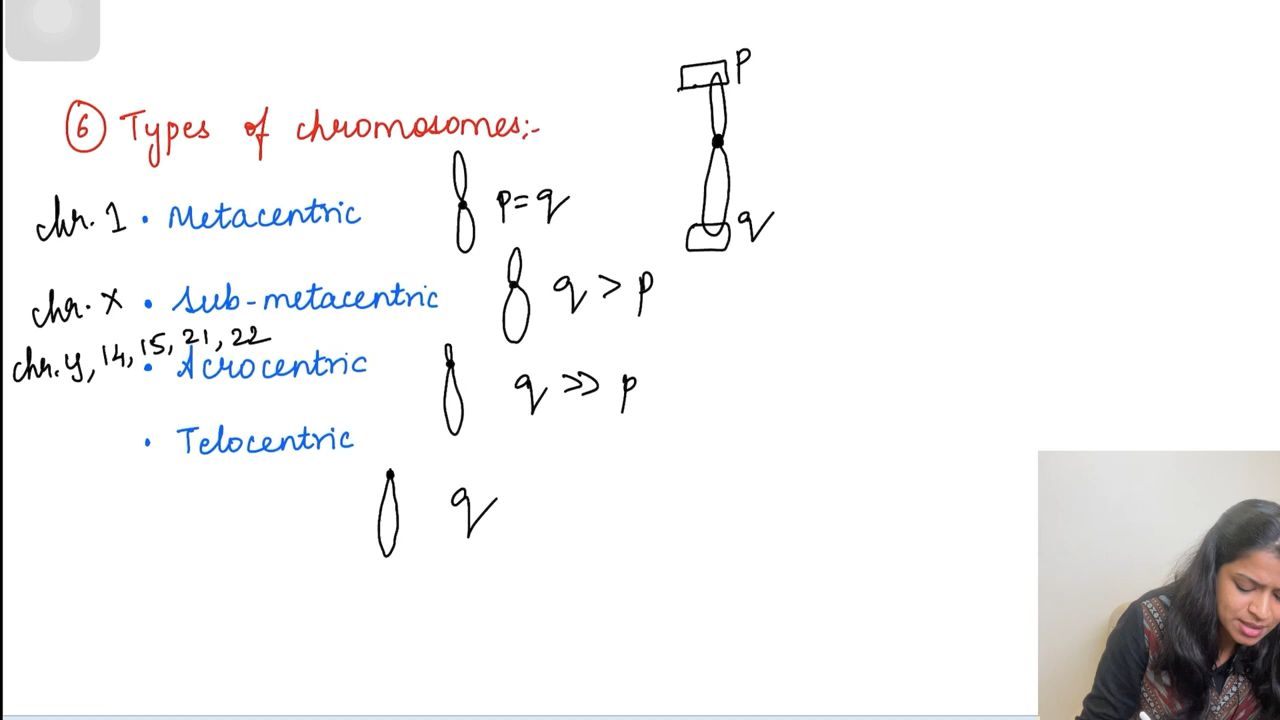 p
⑥ Types of chromosomes:-
chr. 1 • Metacentric p = q
q
chr. X • Sub-metacentric q > p
chr. y, 14, 15, 21, 22
• Acrocentric q >> p
• Telocentric
q